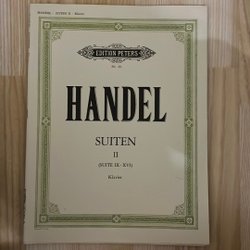 EDITION PETERS
HANDEL
SUITEN
II
(SUITE IX - XVI)
Klavier